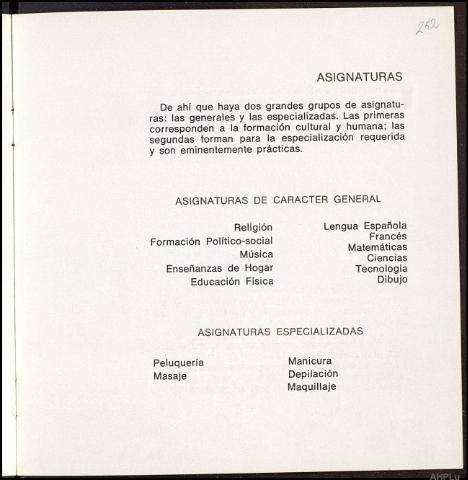 252
ASIGNATURAS
De ahí que haya dos grandes grupos de asignatu-
ras: las generales y las especializadas. Las primeras
corresponden a la formación cultural y humana; las
segundas forman para la especialización requerida
y son eminentemente prácticas.
ASIGNATURAS DE CARACTER GENERAL
Religión
Formación Político-social
Música
Enseñanzas de Hogar
Educación Física
Lengua Española
Francés
Matemáticas
Ciencias
Tecnología
Dibujo
ASIGNATURAS ESPECIALIZADAS
Peluquería
Masaje
Manicura
Depilación
Maquillaje
AHPLu